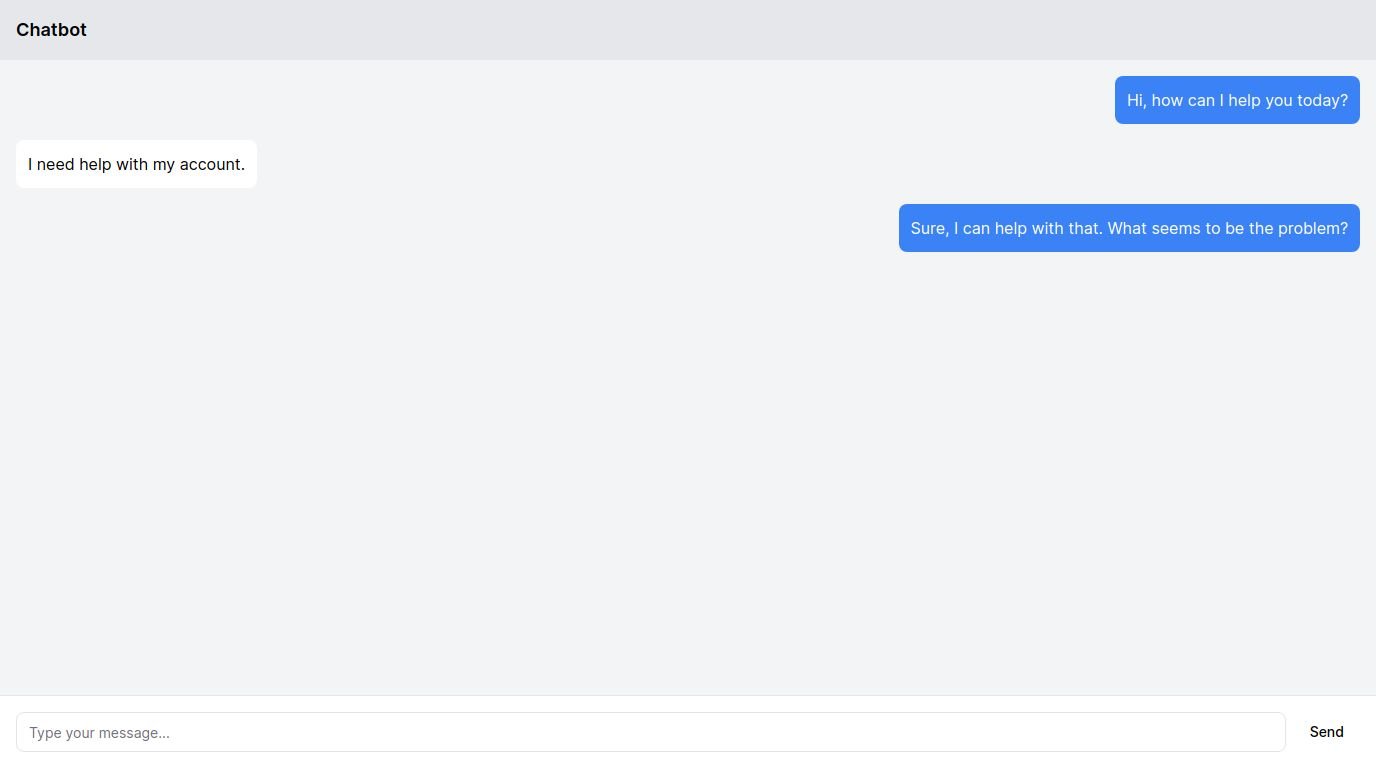 Chatbot
Hi, how can I help you today?
I need help with my account.
Sure, I can help with that. What seems to be the problem?
Type your message...
Send